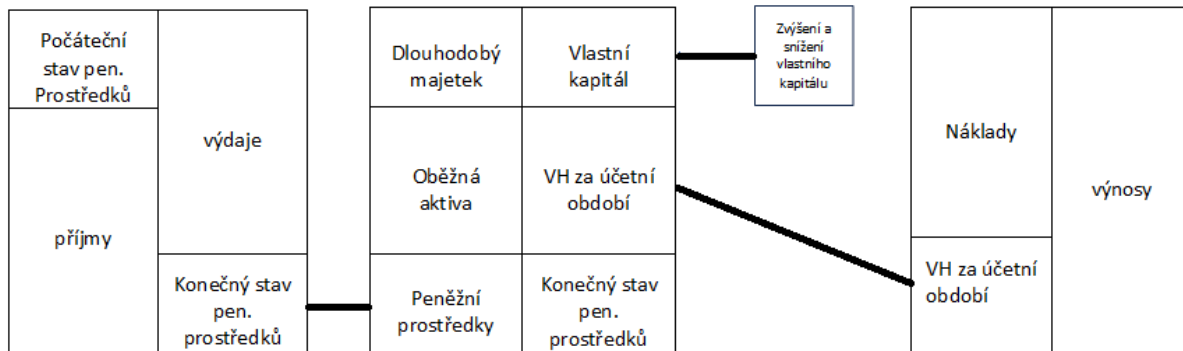 Počáteční
stav pen.
Prostředků
příjmy
výdaje
Konečný stav
pen.
prostředků
Dlouhodobý
majetek
Vlastní
kapitál
Oběžná
aktiva
VH za účetní
období
Peněžní
prostředky
Konečný stav
pen.
prostředků
Zvýšení a
snížení
vlastního
kapitálu
Náklady
VH za účetní
období
výnosy